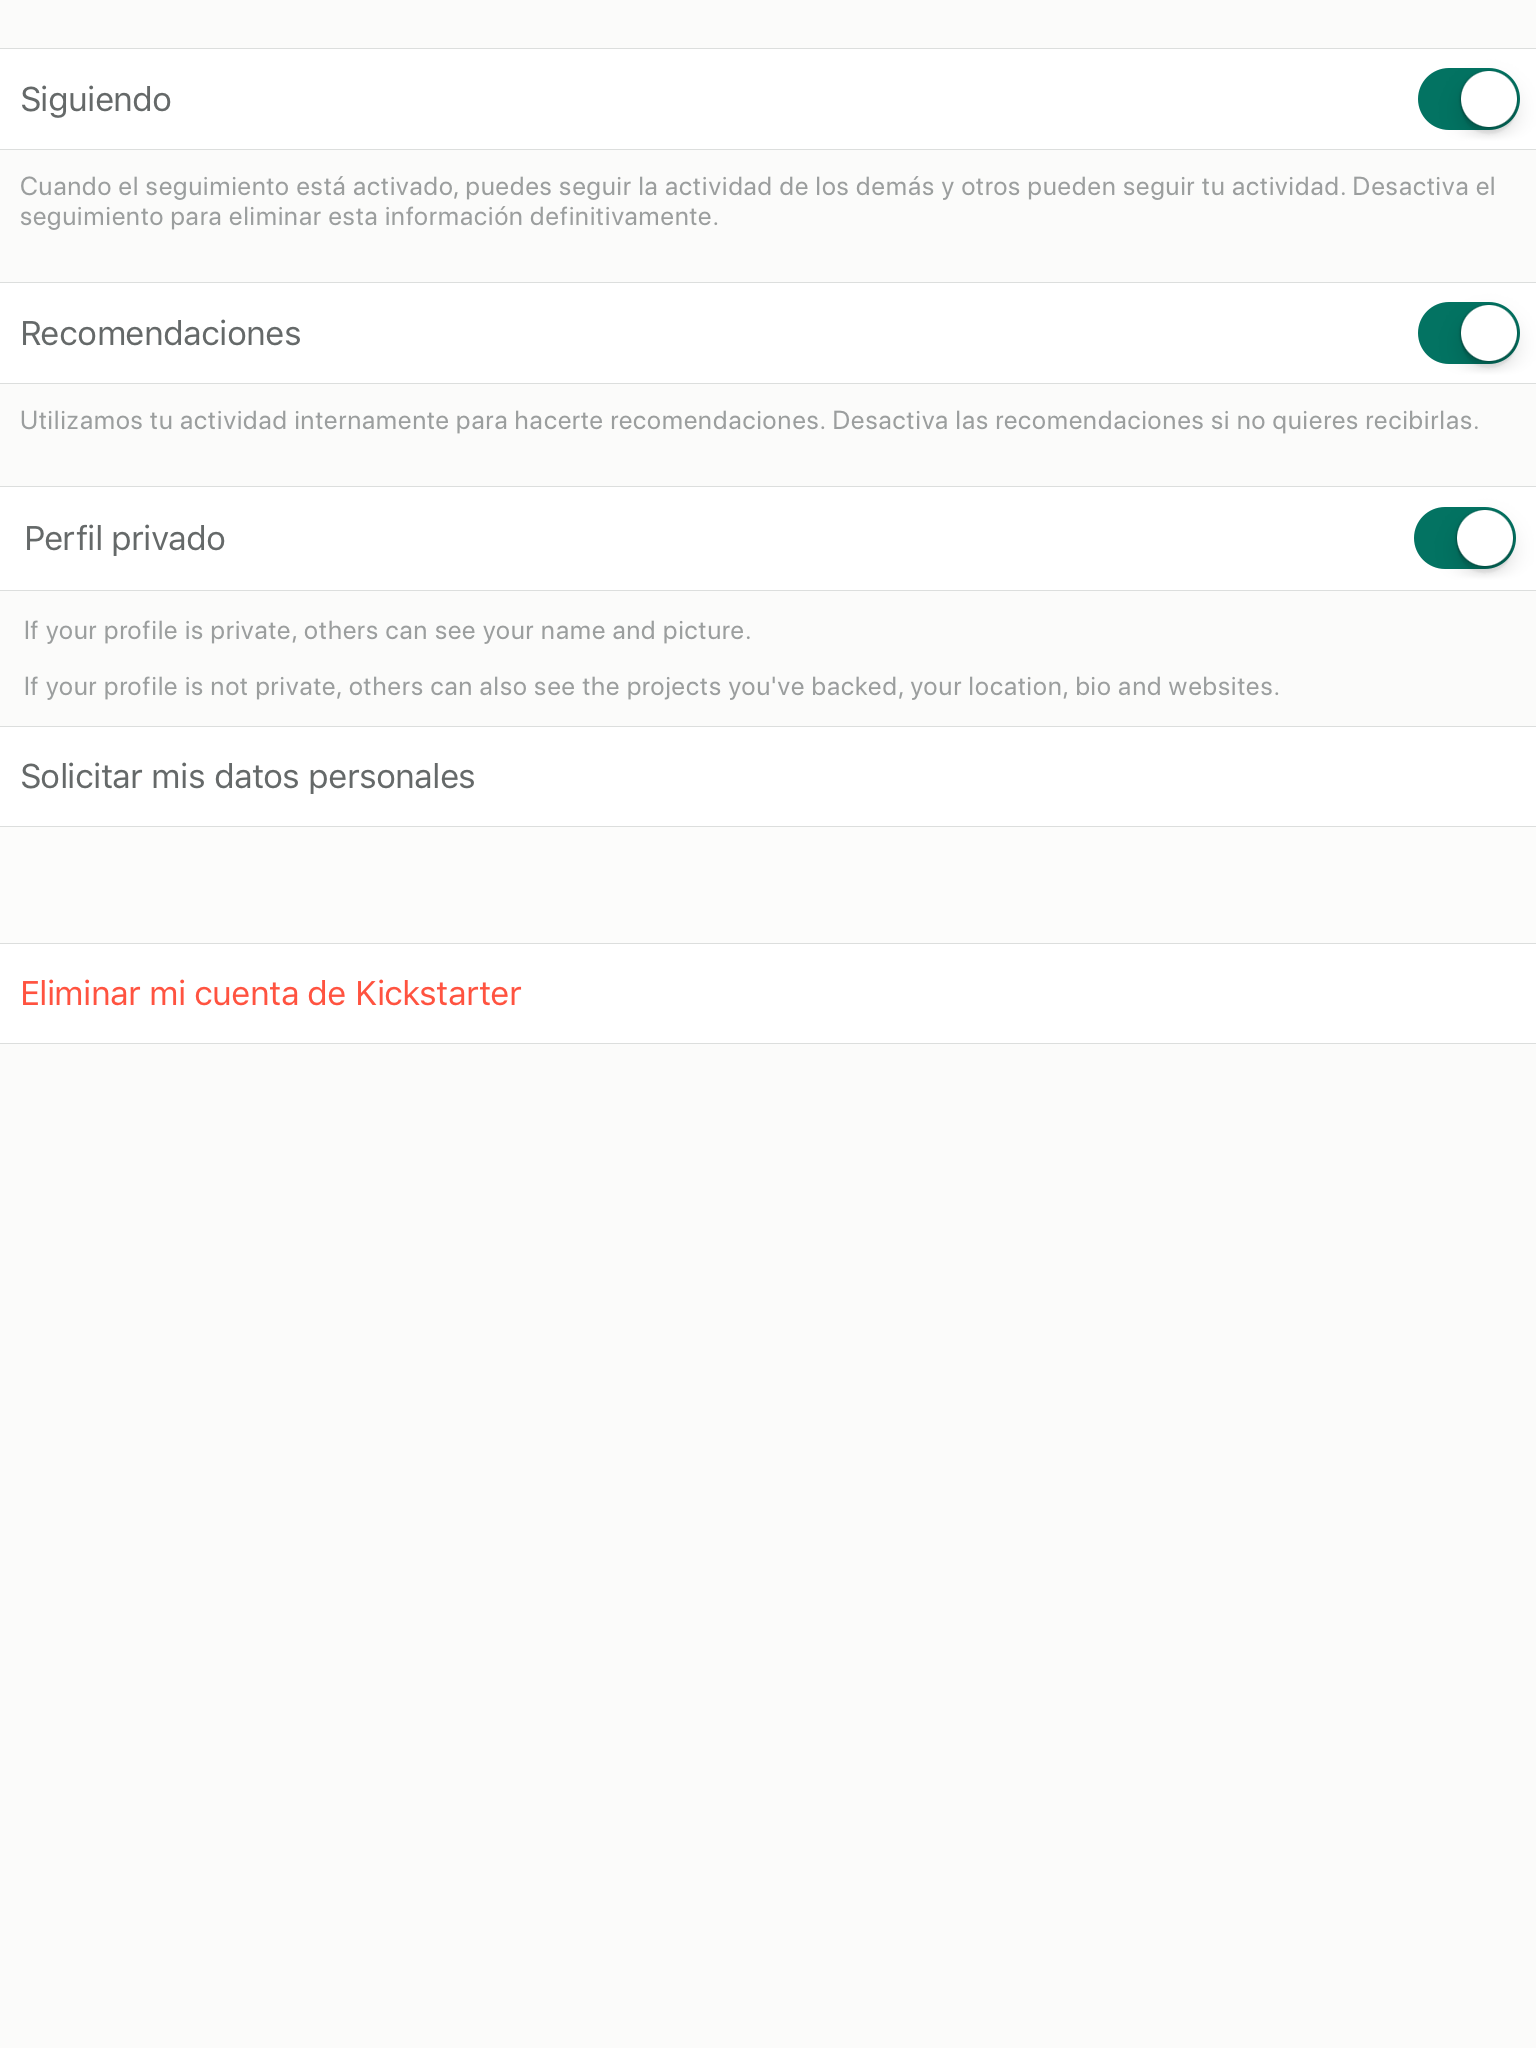 Siguiendo
Cuando el seguimiento está activado, puedes seguir la actividad de los demás y otros pueden seguir tu actividad. Desactiva el
seguimiento para eliminar esta información definitivamente.
Recomendaciones
Utilizamos tu actividad internamente para hacerte recomendaciones. Desactiva las recomendaciones si no quieres recibirlas.
Perfil privado
If your profile is private, others can see your name and picture.
If your profile is not private, others can also see the projects you've backed, your location, bio and websites.
Solicitar mis datos personales
Eliminar mi cuenta de Kickstarter